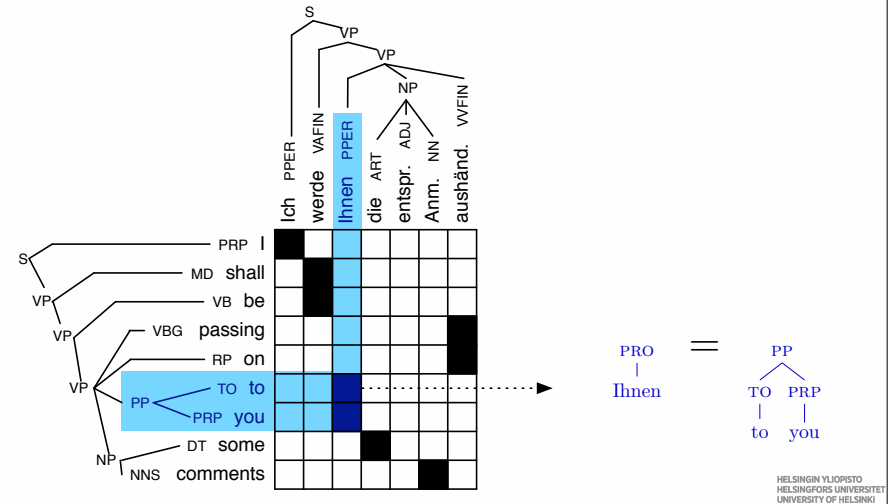 S
VP
VP
NP
Ich PPER
werde VAFIN
Ihnen PPER
die ART
entspr. ADJ
Anm. NN
aushänd. VVFIN
S
VP
VP
VP
PP
NP
PRP I
MD shall
VB be
VBG passing
RP on
TO to
PRP you
DT some
NNS comments
PRO = PP
Ihnen TO PRP
to you
HELSINGIN YLIOPISTO
HELSINGFORS UNIVERSITET
UNIVERSITY OF HELSINKI